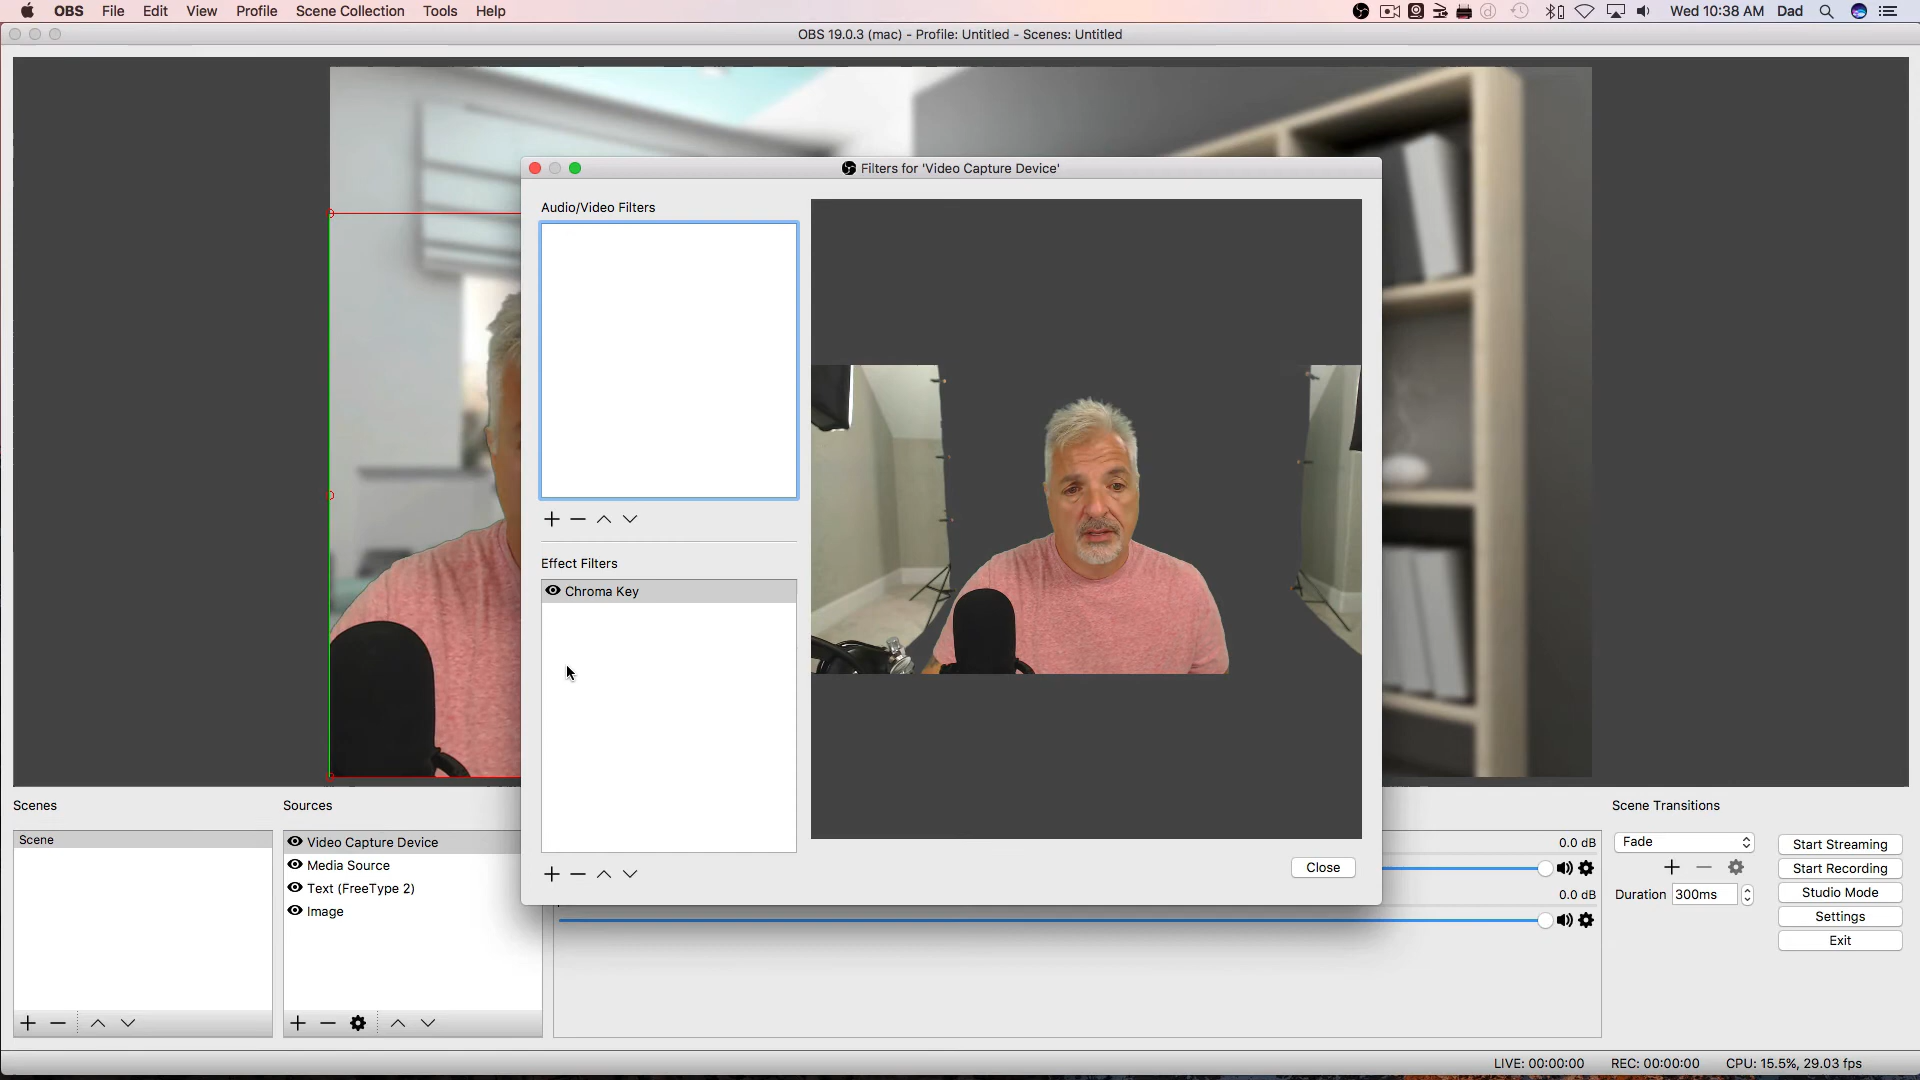 OBS File Edit View Profile Scene Collection Tools Help Wed 10:38 AM Dad
OBS 19.0.3 (mac) - Profile: Untitled - Scenes: Untitled
Filters for 'Video Capture Device'
Audio/Video Filters
Effect Filters
Chroma Key
Close
Scenes
Scene
Sources
Video Capture Device
Media Source
Text (FreeType 2)
Image
0.0 dB
0.0 dB
Scene Transitions
Fade
Duration 300ms
Start Streaming
Start Recording
Studio Mode
Settings
Exit
LIVE: 00:00:00 REC: 00:00:00 CPU: 15.5%, 29.03 fps